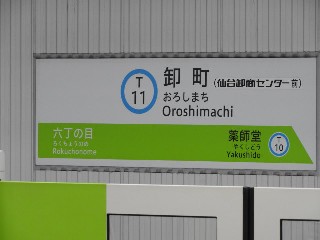 T
11
卸町(仙台卸商センター前)
おろしまち
Oroshimachi
六丁の目
ろくちょうのめ
Rokuchonome
薬師堂
やくしどう
Yakushido
T
10